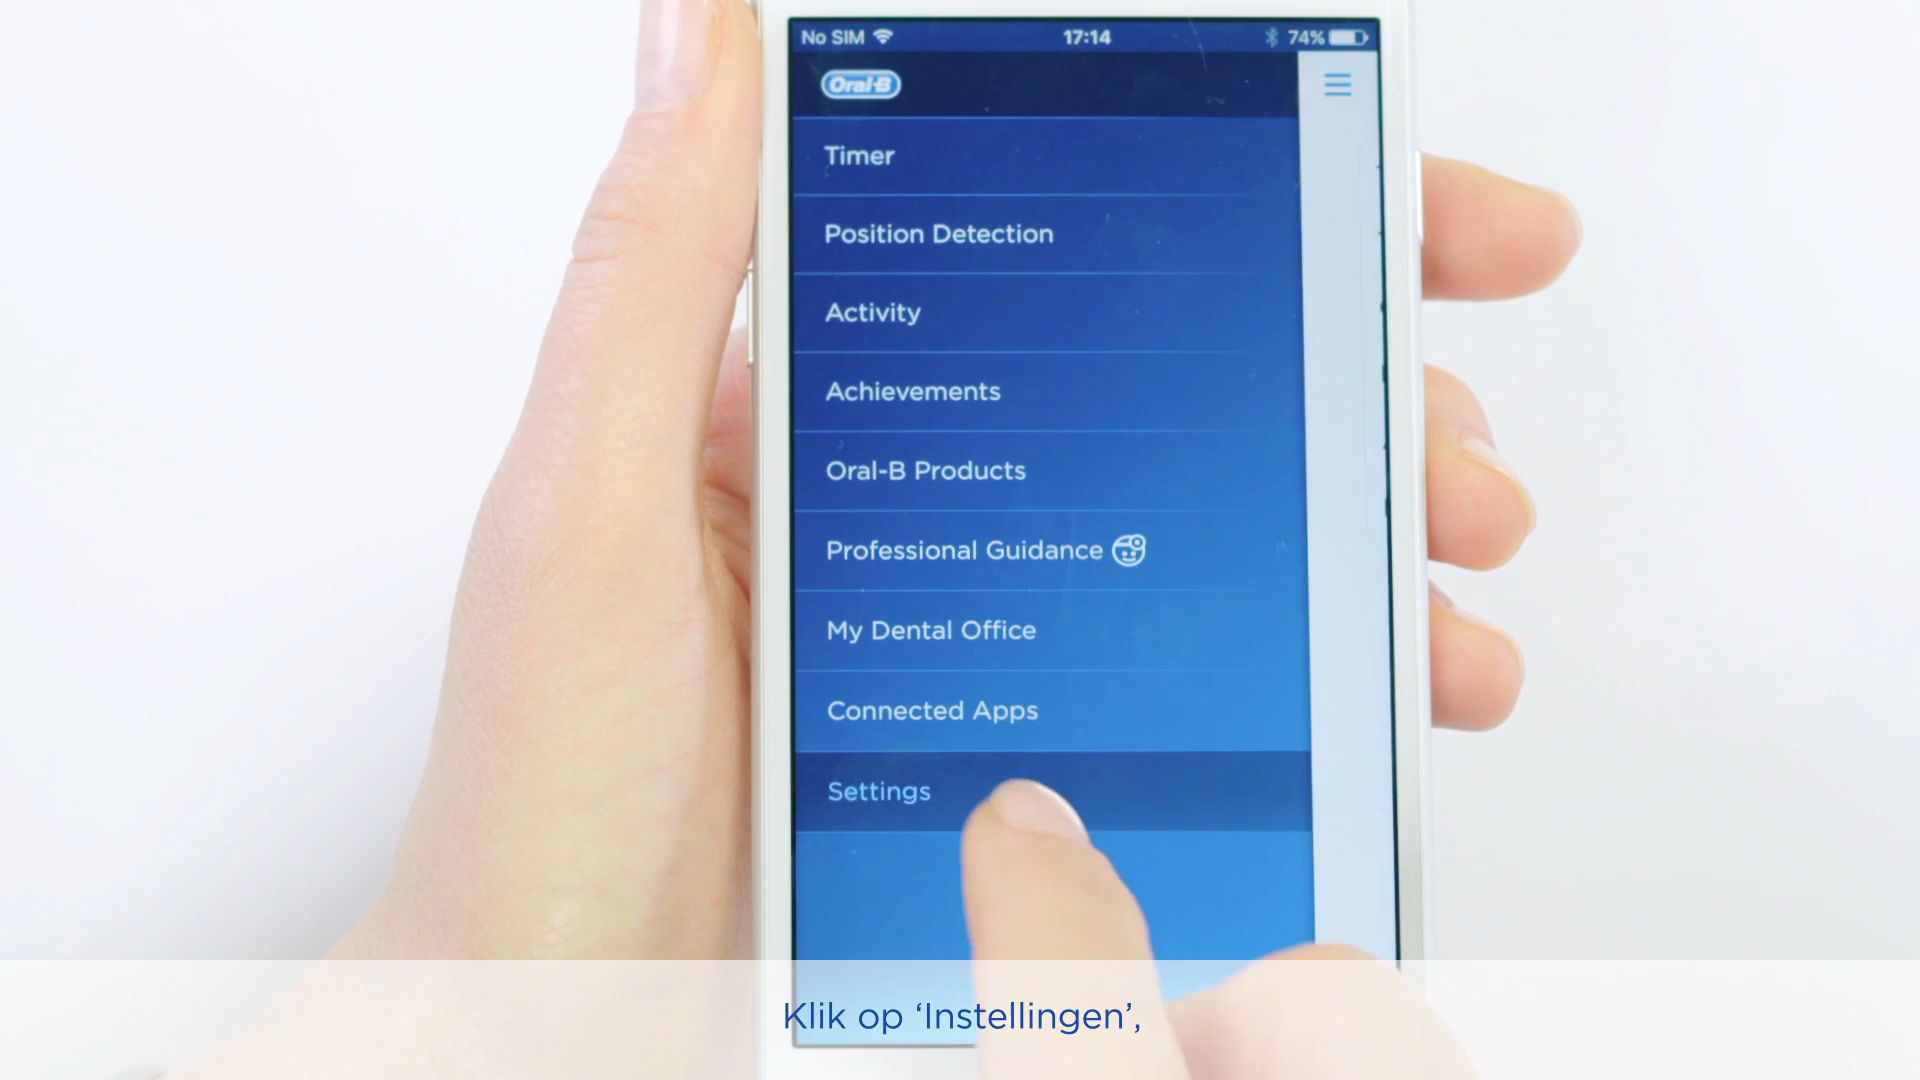 No SIM 17:14 74%
Oral-B
Timer
Position Detection
Activity
Achievements
Oral-B Products
Professional Guidance
My Dental Office
Connected Apps
Settings
Klik op ‘Instellingen’,